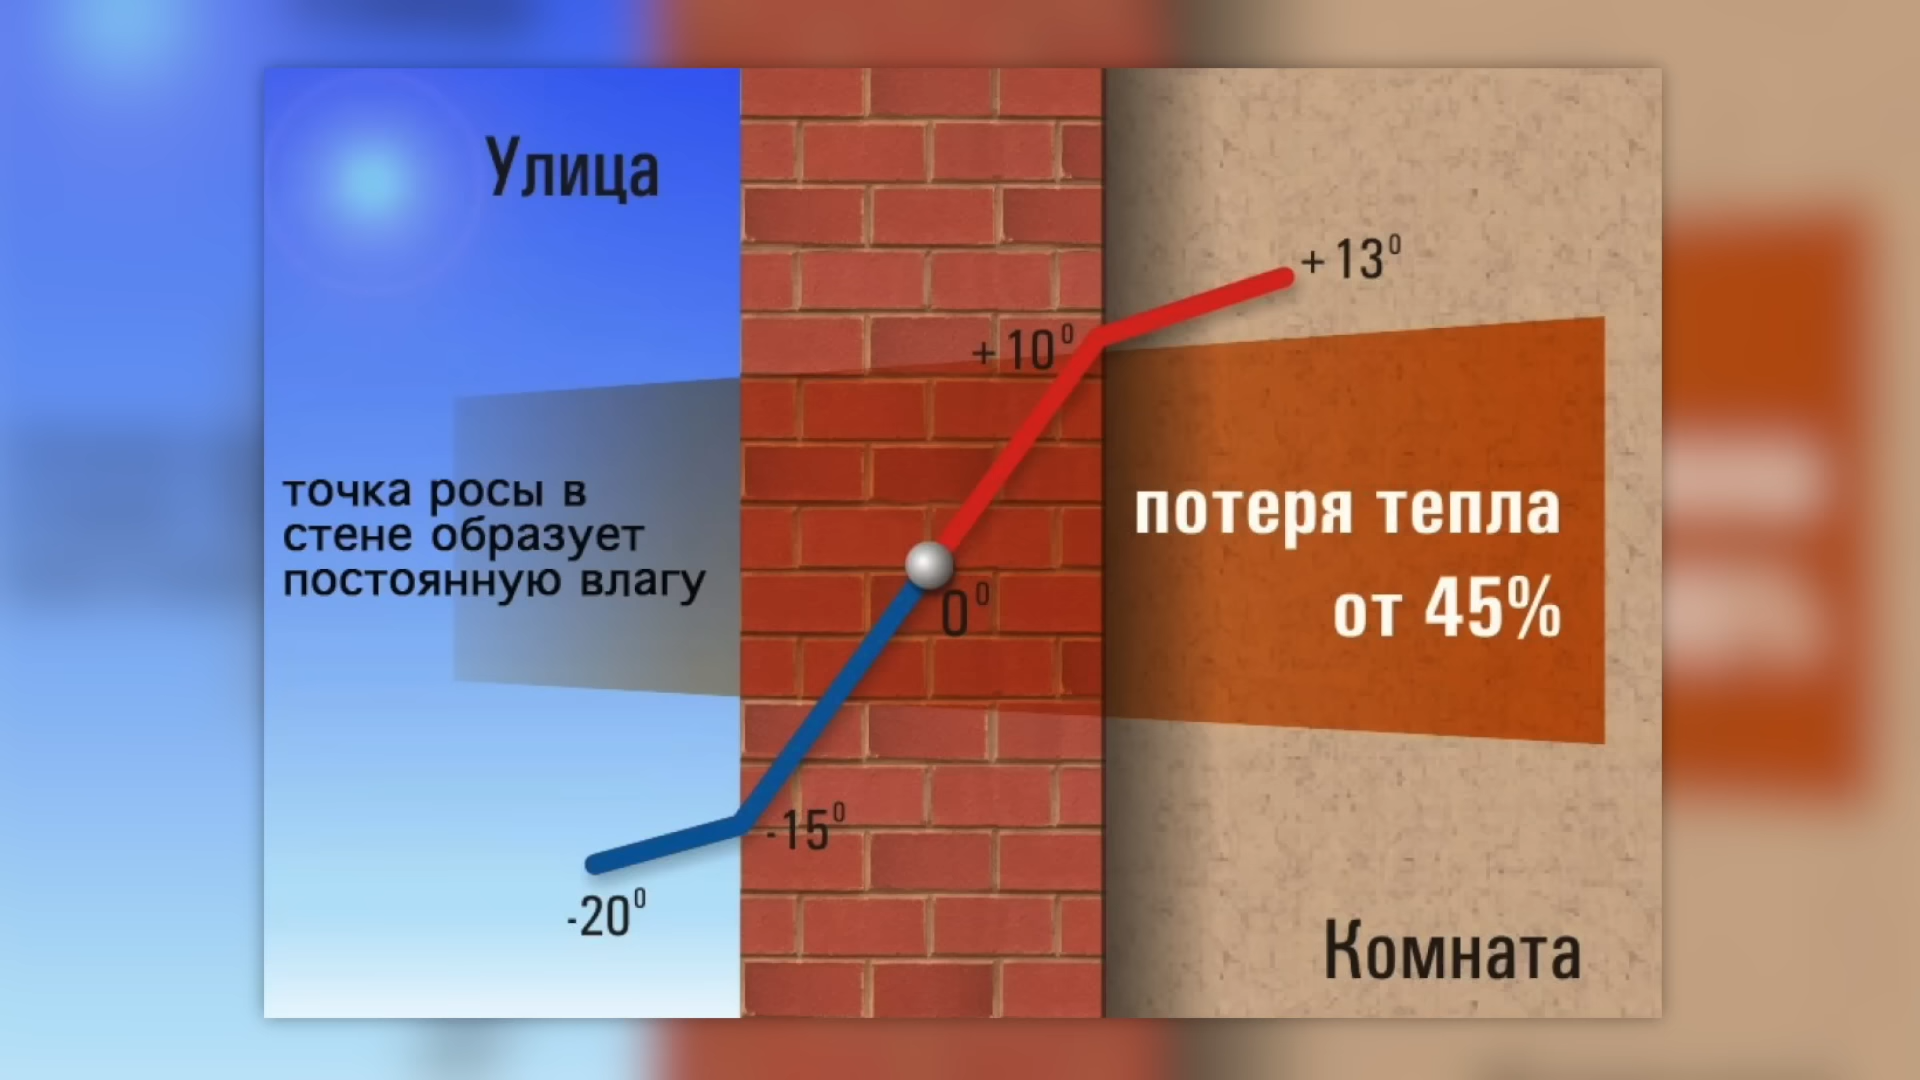 Улица
+13⁰
+10⁰
точка росы в
стене образует
постоянную влагу
потеря тепла
от 45%
0⁰
-15⁰
-20⁰
Комната